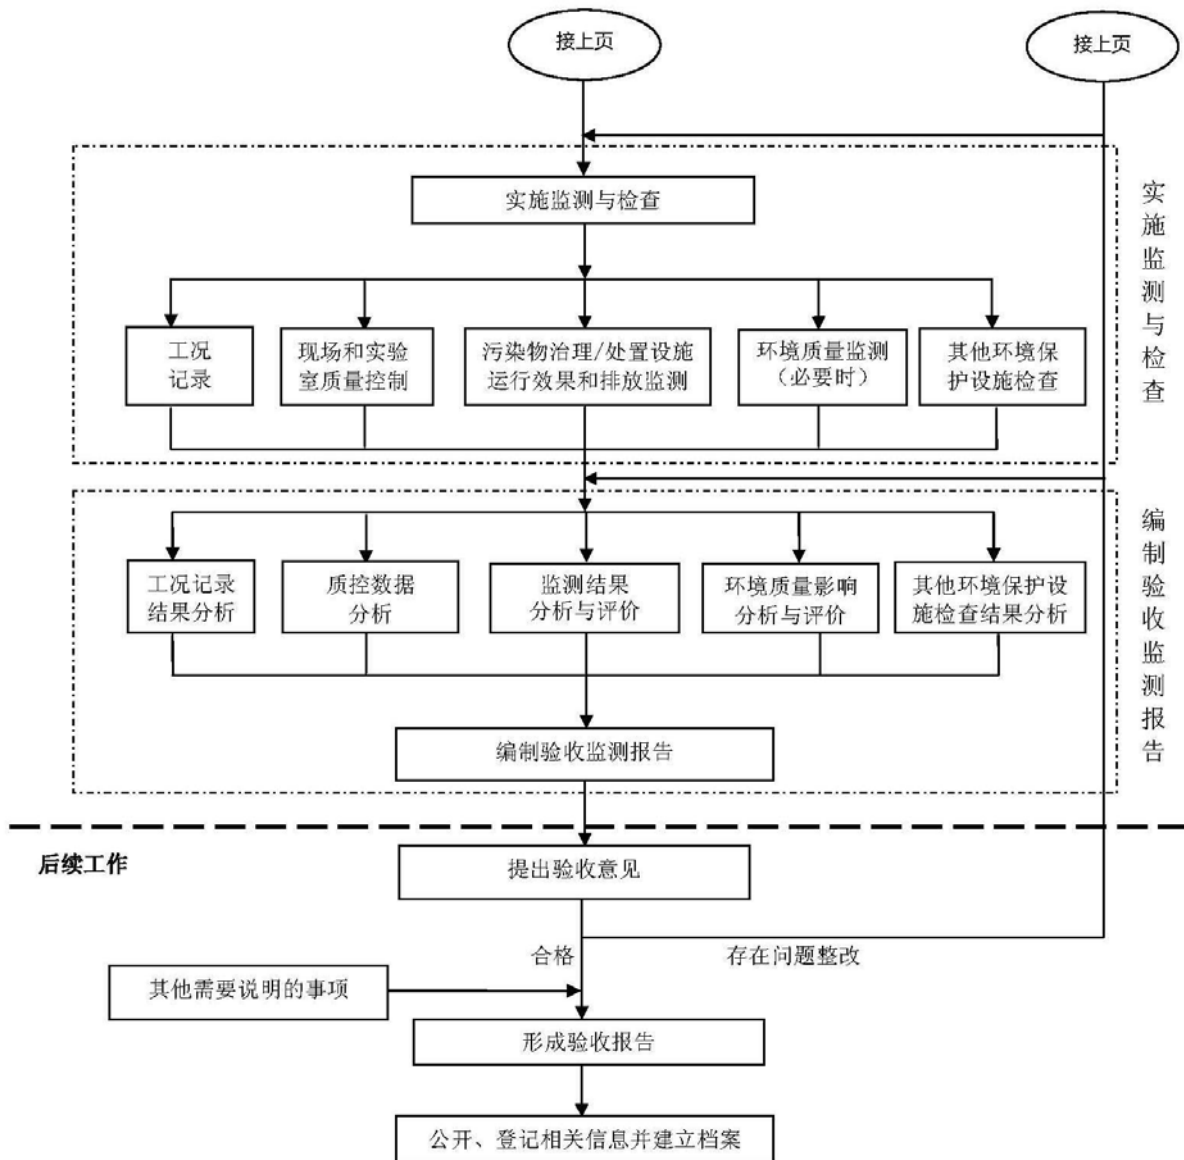 接上页
接上页
实施监测与检查
实施监测与检查
工况
记录
现场和实验
室质量控制
污染物治理/处置设施
运行效果和排放监测
环境质量监测
（必要时）
其他环境保
护设施检查
工况记录
结果分析
质控数据
分析
监测结果
分析与评价
环境质量影响
分析与评价
其他环境保护设
施检查结果分析
编制验收监测报告
编制验收监测报告
后续工作
提出验收意见
合格
存在问题整改
其他需要说明的事项
形成验收报告
公开、登记相关信息并建立档案